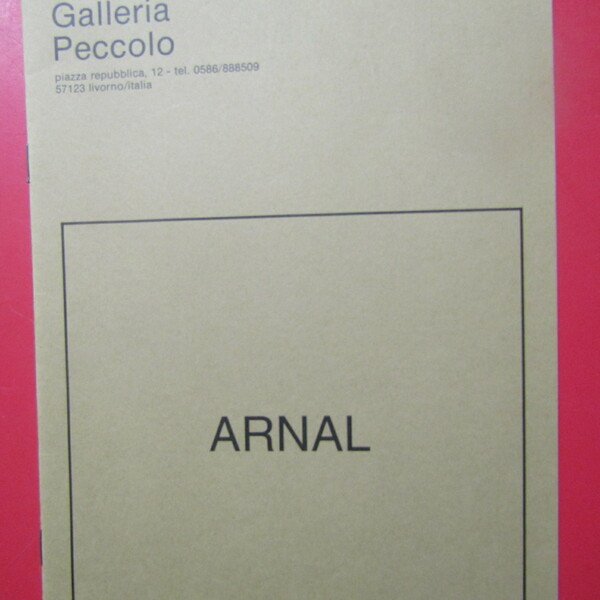 Galleria
Peccolo
piazza repubblica, 12 - tel. 0586/888509
57123 livorno/italia
ARNAL